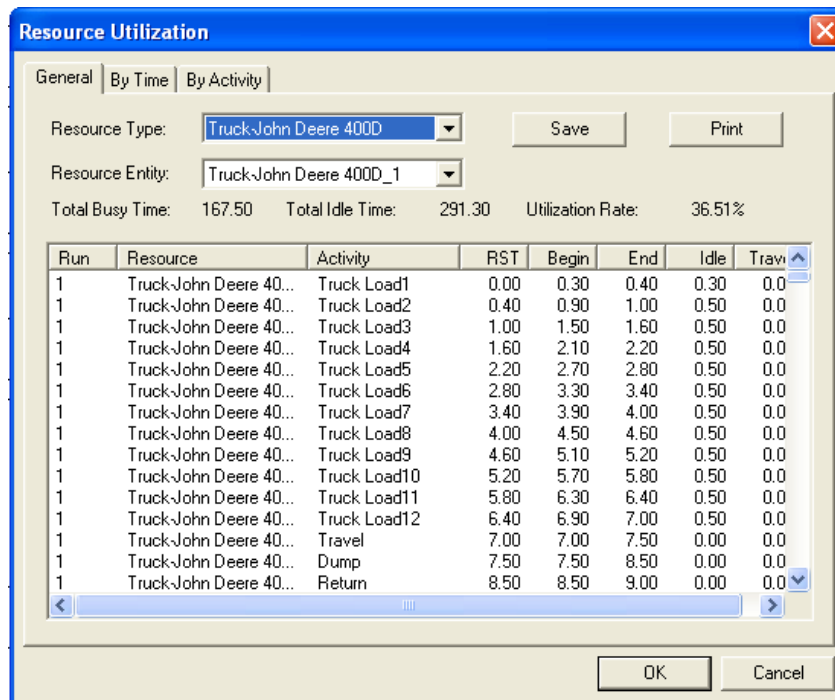 Resource Utilization
General By Time By Activity
Resource Type: Truck-John Deere 400D Save Print
Resource Entity: Truck-John Deere 400D_1
Total Busy Time: 167.50 Total Idle Time: 291.30 Utilization Rate: 36.51%
Run Resource Activity RST Begin End Idle Trav
1 Truck-John Deere 40... Truck Load1 0.00 0.30 0.40 0.30 0.0
1 Truck-John Deere 40... Truck Load2 0.40 0.90 1.00 0.50 0.0
1 Truck-John Deere 40... Truck Load3 1.00 1.50 1.60 0.50 0.0
1 Truck-John Deere 40... Truck Load4 1.60 2.10 2.20 0.50 0.0
1 Truck-John Deere 40... Truck Load5 2.20 2.70 2.80 0.50 0.0
1 Truck-John Deere 40... Truck Load6 2.80 3.30 3.40 0.50 0.0
1 Truck-John Deere 40... Truck Load7 3.40 3.90 4.00 0.50 0.0
1 Truck-John Deere 40... Truck Load8 4.00 4.50 4.60 0.50 0.0
1 Truck-John Deere 40... Truck Load9 4.60 5.10 5.20 0.50 0.0
1 Truck-John Deere 40... Truck Load10 5.20 5.70 5.80 0.50 0.0
1 Truck-John Deere 40... Truck Load11 5.80 6.30 6.40 0.50 0.0
1 Truck-John Deere 40... Truck Load12 6.40 6.90 7.00 0.50 0.0
1 Truck-John Deere 40... Travel 7.00 7.00 7.50 0.00 0.0
1 Truck-John Deere 40... Dump 7.50 7.50 8.50 0.00 0.0
1 Truck-John Deere 40... Return 8.50 8.50 9.00 0.00 0.0
OK Cancel